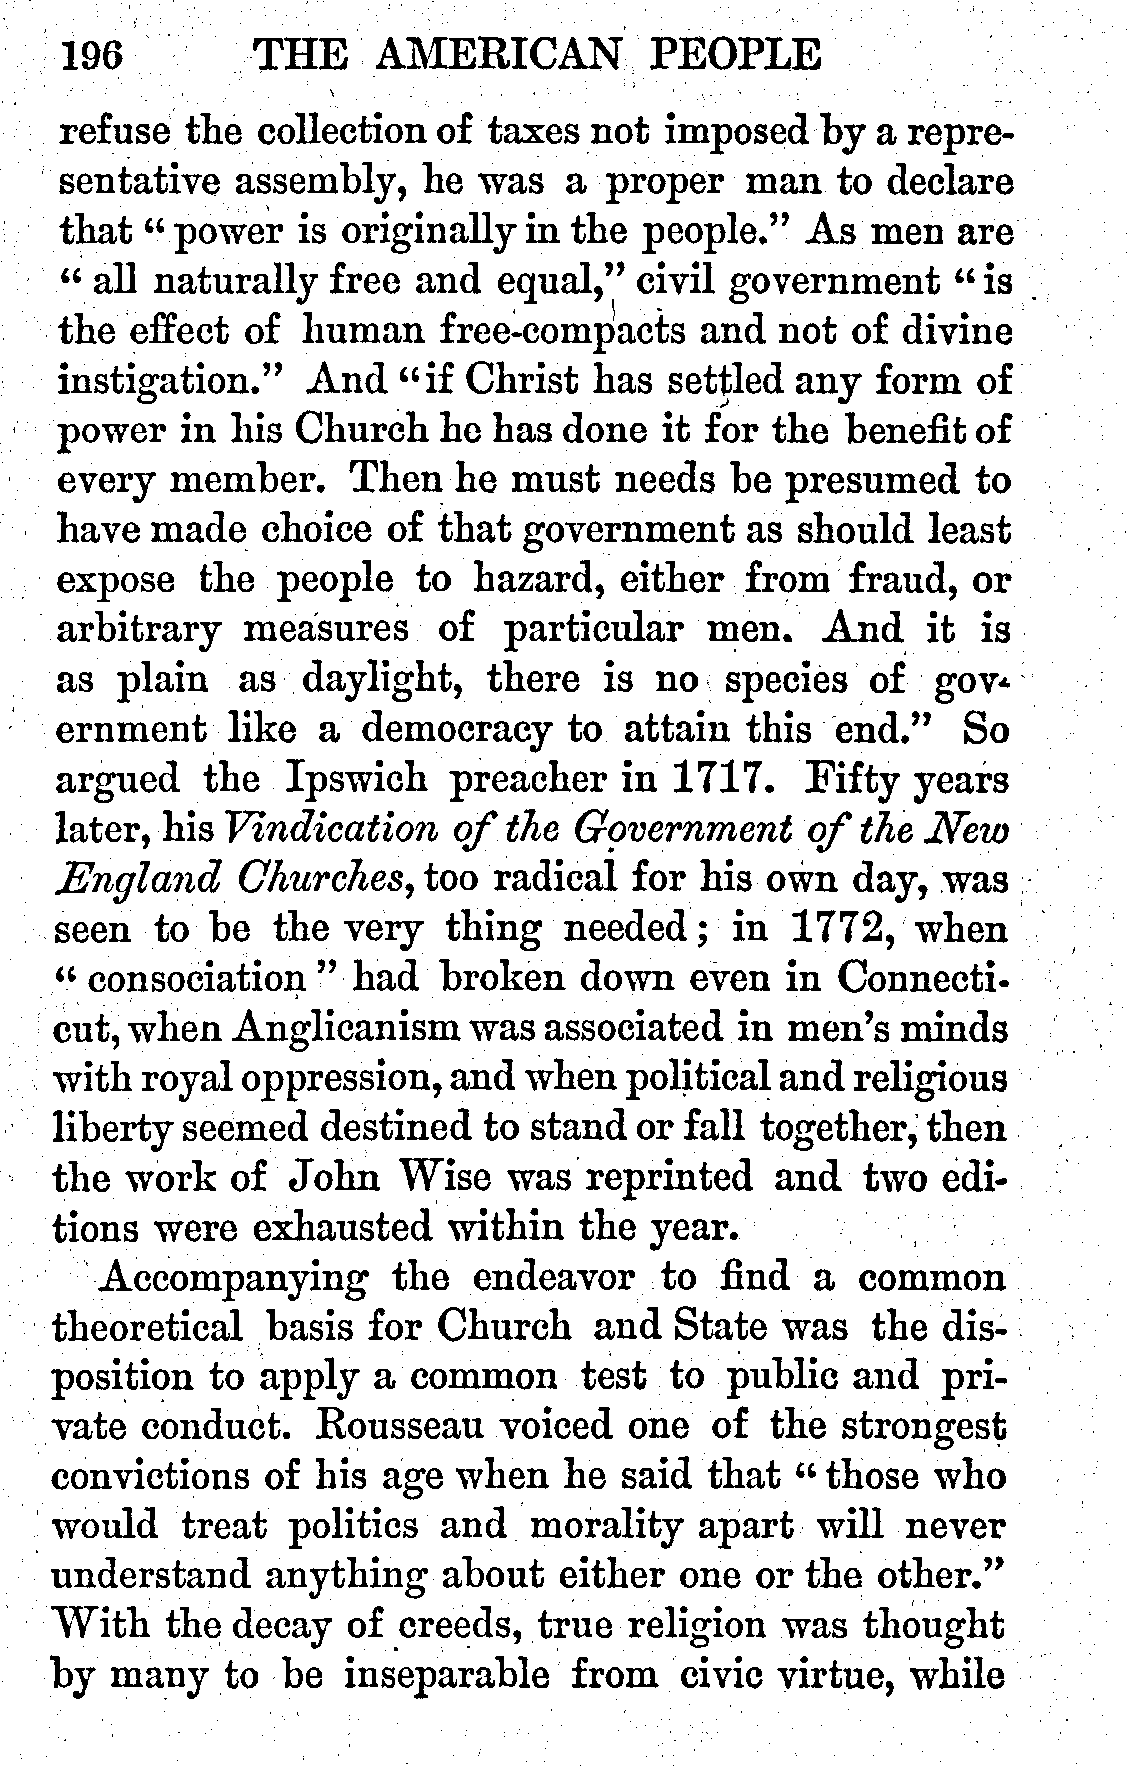 196 THE AMERICAN PEOPLE
refuse the collection of taxes not imposed by a repre-
sentative assembly, he was a proper man to declare
that “power is originally in the people.” As men are
“all naturally free and equal,” civil government “is
the effect of human free-compacts and not of divine
instigation.” And “if Christ has settled any form of
power in his Church he has done it for the benefit of
every member. Then he must needs be presumed to
have made choice of that government as should least
expose the people to hazard, either from fraud, or
arbitrary measures of particular men. And it is
as plain as daylight, there is no species of gov-
ernment like a democracy to attain this end.” So
argued the Ipswich preacher in 1717. Fifty years
later, his Vindication of the Government of the New
England Churches, too radical for his own day, was
seen to be the very thing needed; in 1772, when
“consociation” had broken down even in Connecti-
cut, when Anglicanism was associated in men's minds
with royal oppression, and when political and religious
liberty seemed destined to stand or fall together, then
the work of John Wise was reprinted and two edi-
tions were exhausted within the year.
Accompanying the endeavor to find a common
theoretical basis for Church and State was the dis-
position to apply a common test to public and pri-
vate conduct. Rousseau voiced one of the strongest
convictions of his age when he said that “those who
would treat politics and morality apart will never
understand anything about either one or the other.”
With the decay of creeds, true religion was thought
by many to be inseparable from civic virtue, while